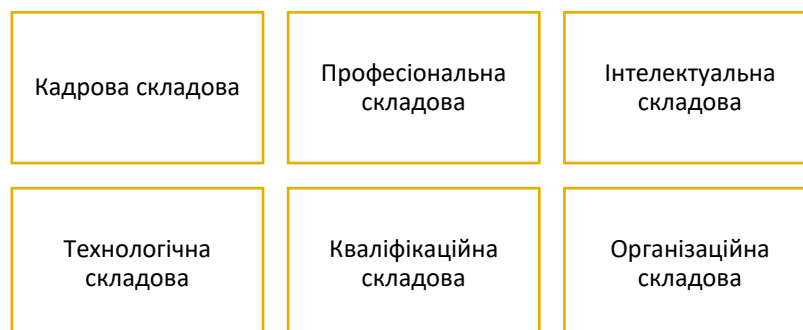 Кадрова складова
Професіональна
складова
Інтелектуальна
складова
Технологічна
складова
Кваліфікаційна
складова
Організаційна
складова